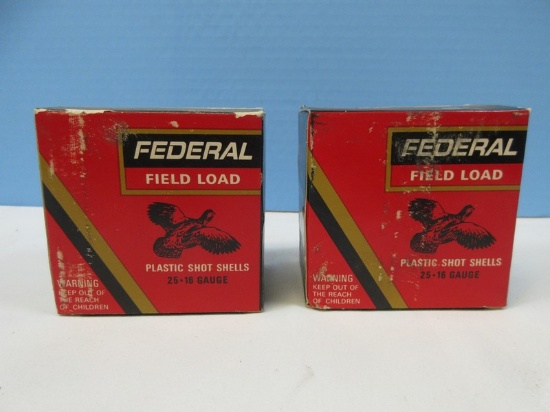 FEDERAL
FIELD LOAD
PLASTIC SHOT SHELLS
25-16 GAUGE
WARNING
KEEP OUT OF
THE REACH
OF CHILDREN
FEDERAL
FIELD LOAD
PLASTIC SHOT SHELLS
25-16 GAUGE
WARNING
KEEP OUT OF
THE REACH
OF CHILDREN